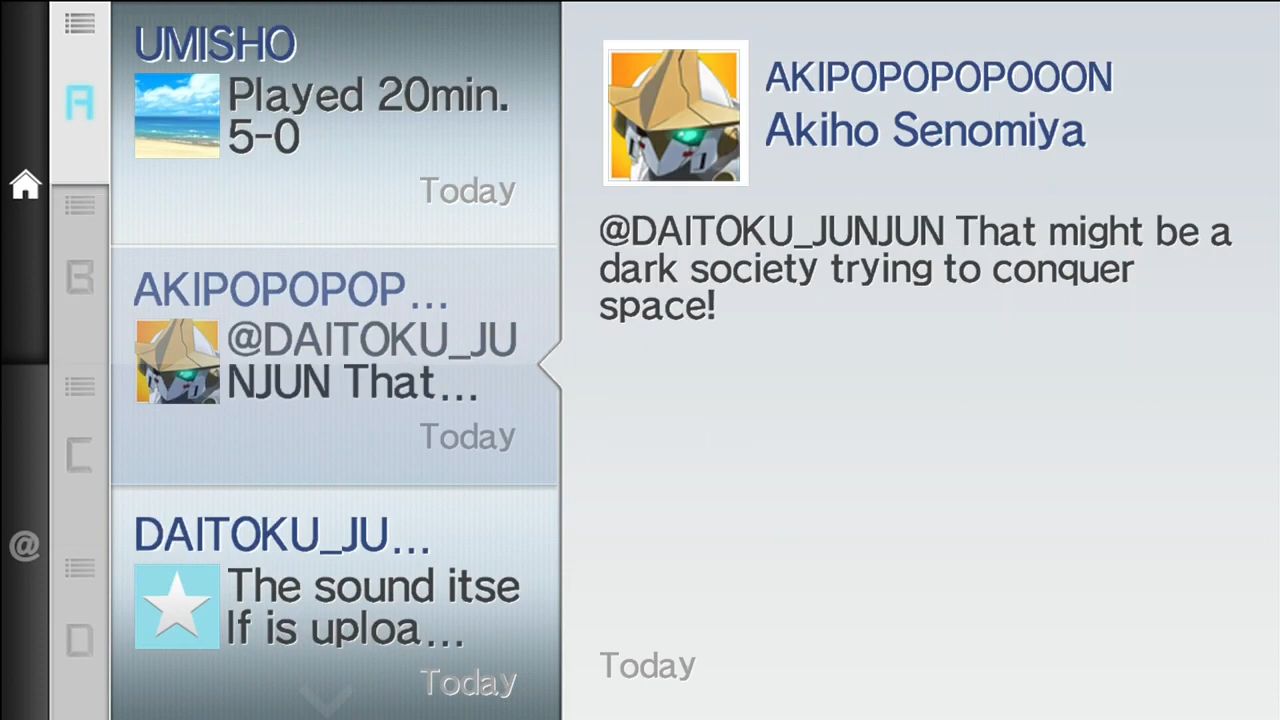 A
B
C
D
@
UMISHO
Played 20min.
5-0
Today
AKIPOPOPOP...
@DAITOKU_JU
NJUN That...
Today
DAITOKU_JU...
The sound itse
lf is uploa...
Today
AKIPOPOPOPOOON
Akiho Senomiya
@DAITOKU_JUNJUN That might be a
dark society trying to conquer
space!
Today